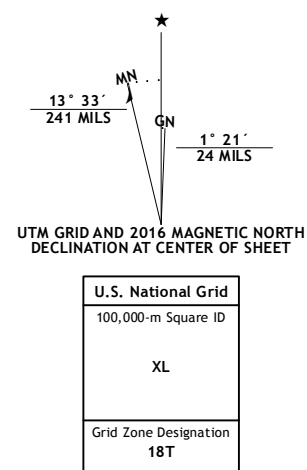 ★
MN
GN
13° 33´
241 MILS
1° 21´
24 MILS
UTM GRID AND 2016 MAGNETIC NORTH
DECLINATION AT CENTER OF SHEET
U.S. National Grid
100,000-m Square ID
XL
Grid Zone Designation
18T